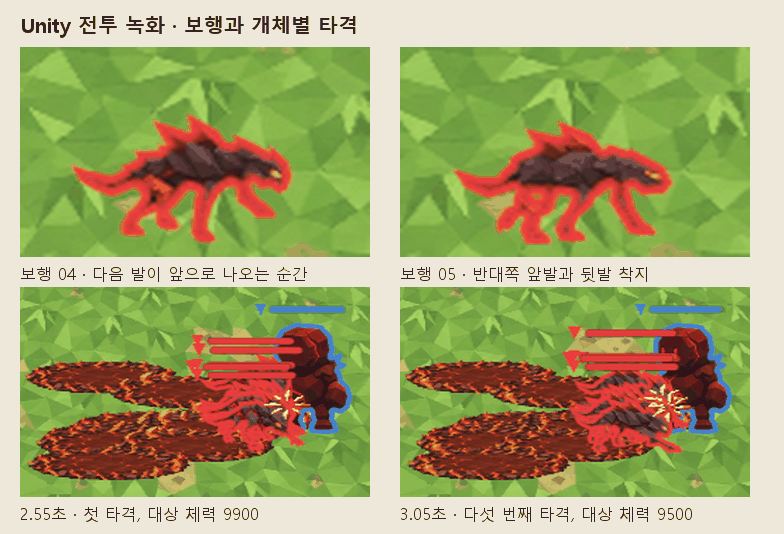 Unity 전투 녹화 · 보행과 개체별 타격
보행 04 · 다음 발이 앞으로 나오는 순간
보행 05 · 반대쪽 앞발과 뒷발 착지
2.55초 · 첫 타격, 대상 체력 9900
3.05초 · 다섯 번째 타격, 대상 체력 9500